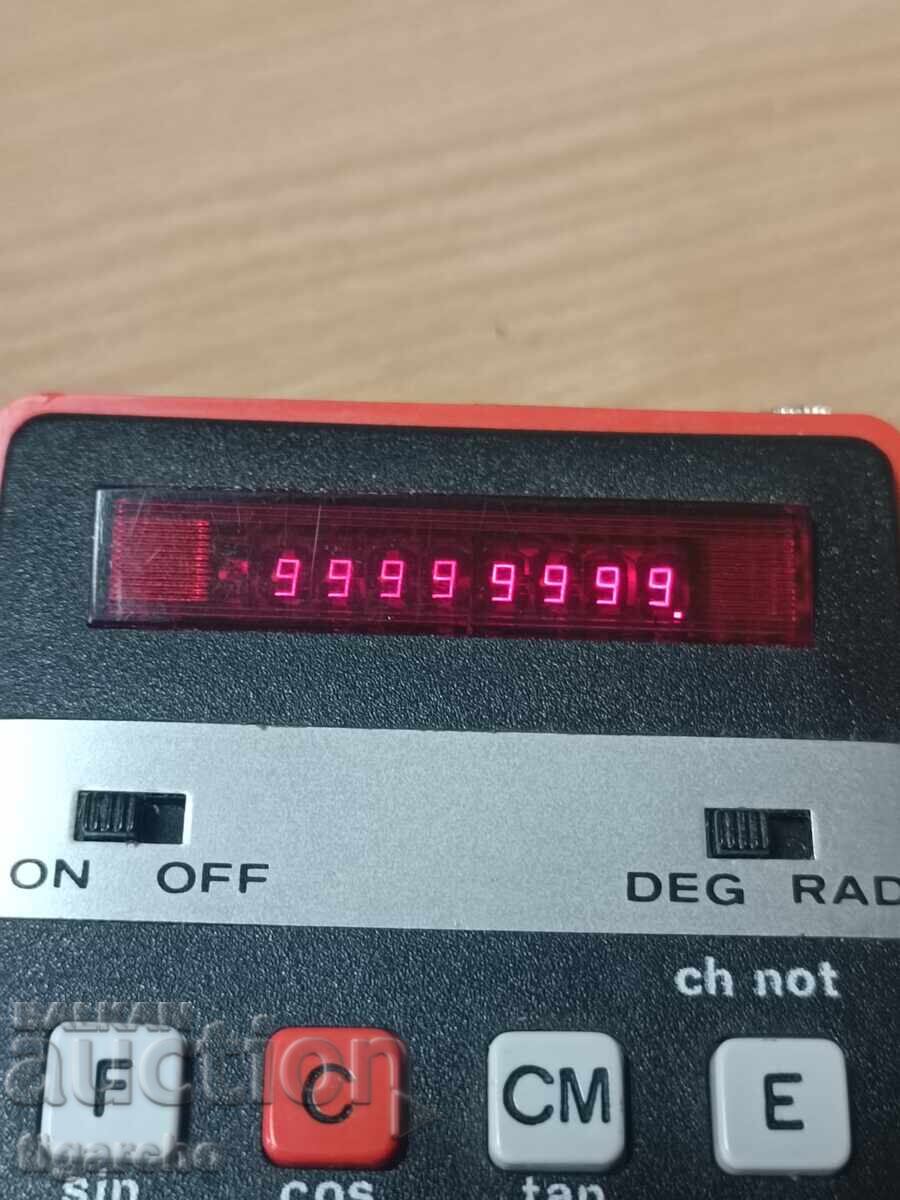 99999999.
ON OFF DEG RAD
ch not
F C CM E
sin cos tan
BALKAN
auction
figarcho